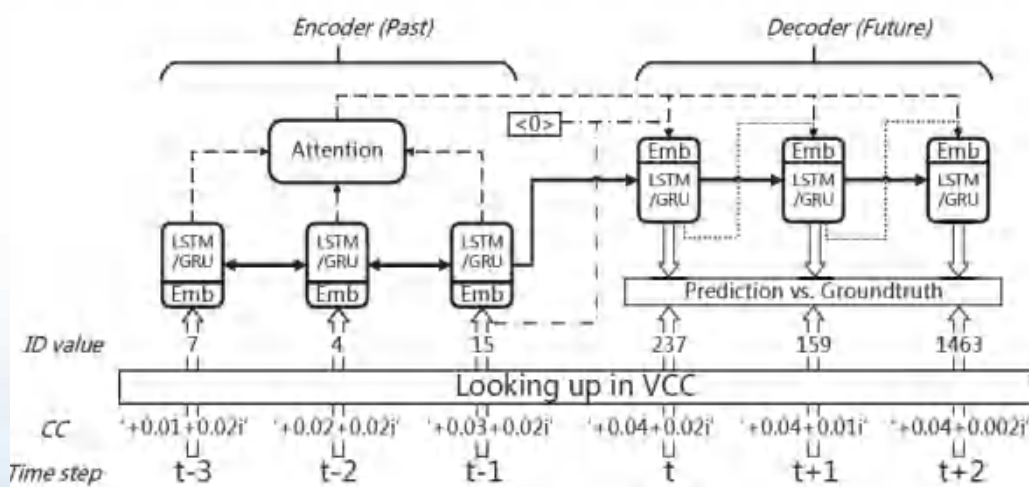 Encoder (Past) Decoder (Future)
<0>
Attention
Emb Emb Emb
LSTM LSTM LSTM
/GRU /GRU /GRU
LSTM LSTM LSTM
/GRU /GRU /GRU
Emb Emb Emb
Prediction vs. Groundtruth
ID value 7 4 15 237 159 1463
Looking up in VCC
CC '+0.01+0.02i' '+0.02+0.02i' '+0.03+0.02i' '+0.04+0.02i' '+0.04+0.01i' '+0.04+0.002i'
Time step t-3 t-2 t-1 t t+1 t+2